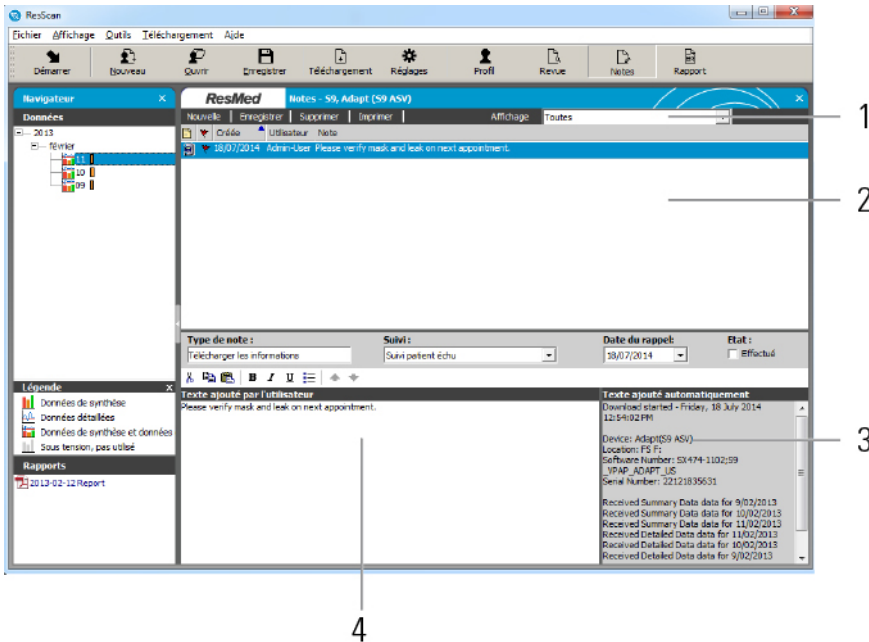 ResScan
Fichier Affichage Outils Téléchargement Aide
Démarrer Nouveau Ouvrir Enregistrer Téléchargement Réglages Profil Revue Notes Rapport
Navigateur
ResMed Notes - S9, Adapt (S9 ASV)
Données
Nouvelle Enregistrer Supprimer Imprimer Affichage Toutes
1
Créée Utilisateur Note
2013
février
18/07/2014 Admin-User Please verify mask and leak on next appointment.
11
10
09
2
Type de note : Suivi : Date du rappel: Etat :
Télécharger les informations Suivi patient échu 18/07/2014 Effectué
B I U
Légende
Données de synthèse
Données détaillées
Données de synthèse et données
Sous tension, pas utilisé
Rapports
2013-02-12 Report
Texte ajouté par l'utilisateur
Please verify mask and leak on next appointment.
Texte ajouté automatiquement
Download started - Friday, 18 July 2014
12:54:02 PM
Device: Adapt(S9 ASV)
3
Location: FS F:
Software Number: SX474-1102;S9
_VPAP_ADAPT_US
Serial Number: 22121835631
Received Summary Data data for 9/02/2013
Received Summary Data data for 10/02/2013
Received Summary Data data for 11/02/2013
Received Detailed Data data for 11/02/2013
Received Detailed Data data for 10/02/2013
Received Detailed Data data for 9/02/2013
4